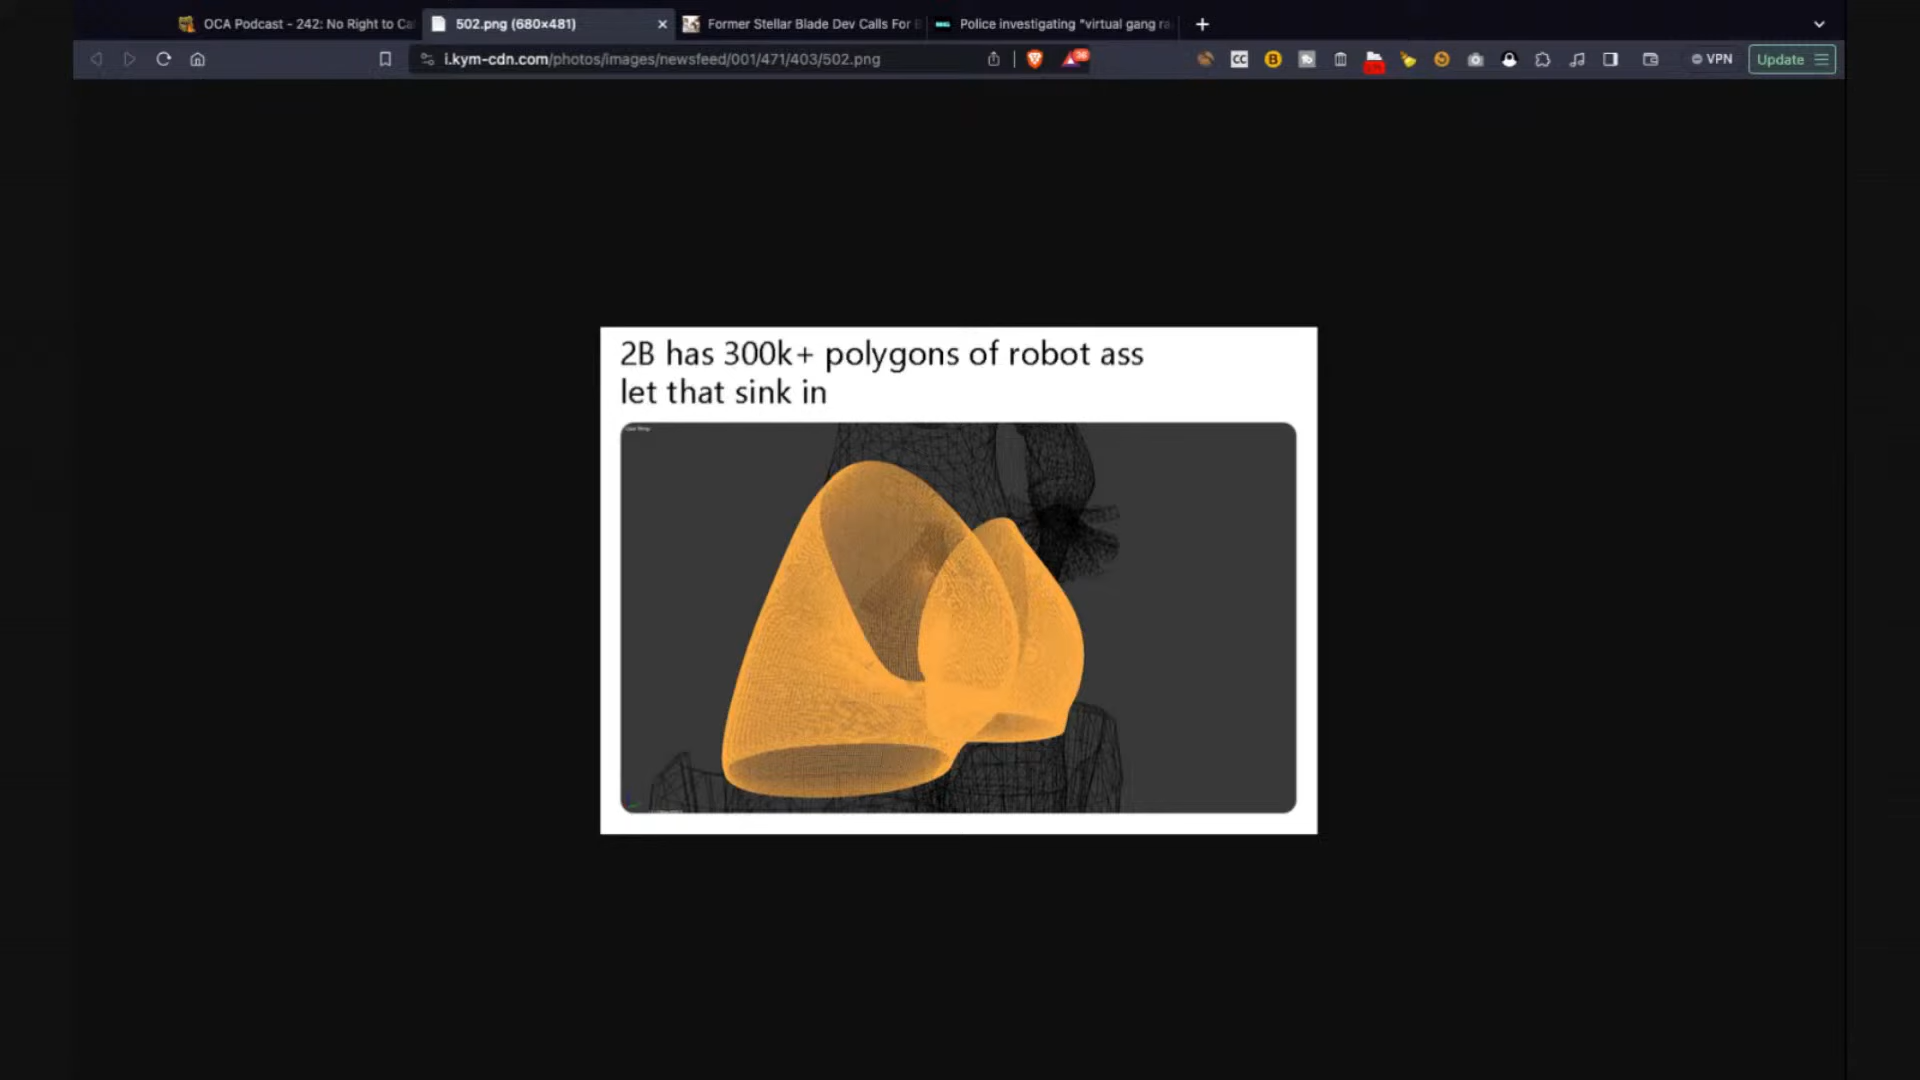 OCA Podcast - 242: No Right to Ca
502.png (680×481)
Former Stellar Blade Dev Calls For
Police investigating "virtual gang ra
i.kym-cdn.com/photos/images/newsfeed/001/471/403/502.png
CC
B
VPN
Update
2B has 300k+ polygons of robot ass
let that sink in